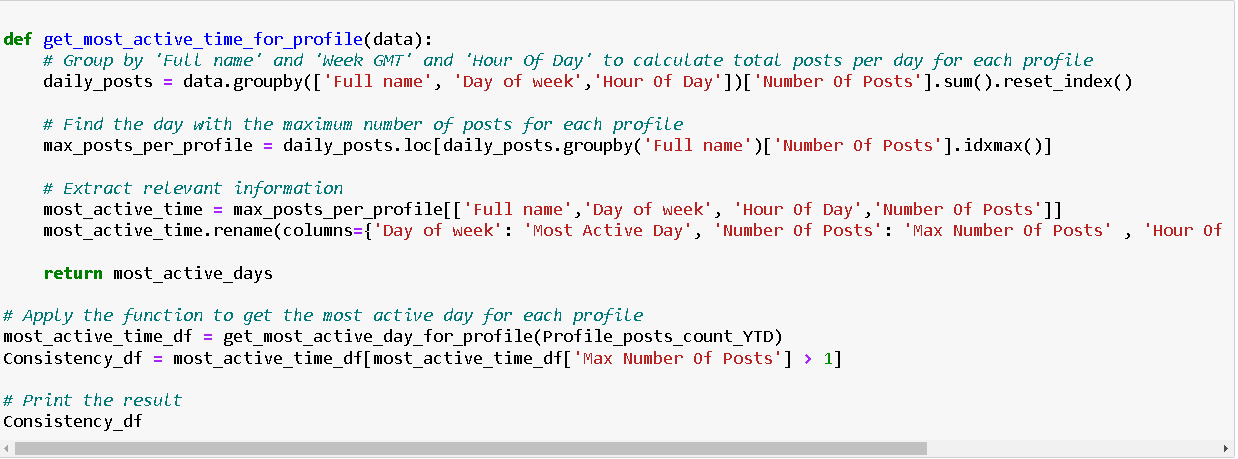 def get_most_active_time_for_profile(data):
    # Group by 'Full name' and 'Week GMT' and 'Hour Of Day' to calculate total posts per day for each profile
    daily_posts = data.groupby(['Full name', 'Day of week','Hour Of Day'])['Number Of Posts'].sum().reset_index()

    # Find the day with the maximum number of posts for each profile
    max_posts_per_profile = daily_posts.loc[daily_posts.groupby('Full name')['Number Of Posts'].idxmax()]

    # Extract relevant information
    most_active_time = max_posts_per_profile[['Full name','Day of week', 'Hour Of Day','Number Of Posts']]
    most_active_time.rename(columns={'Day of week': 'Most Active Day', 'Number Of Posts': 'Max Number Of Posts' , 'Hour Of

    return most_active_days

# Apply the function to get the most active day for each profile
most_active_time_df = get_most_active_day_for_profile(Profile_posts_count_YTD)
Consistency_df = most_active_time_df[most_active_time_df['Max Number Of Posts'] > 1]

# Print the result
Consistency_df